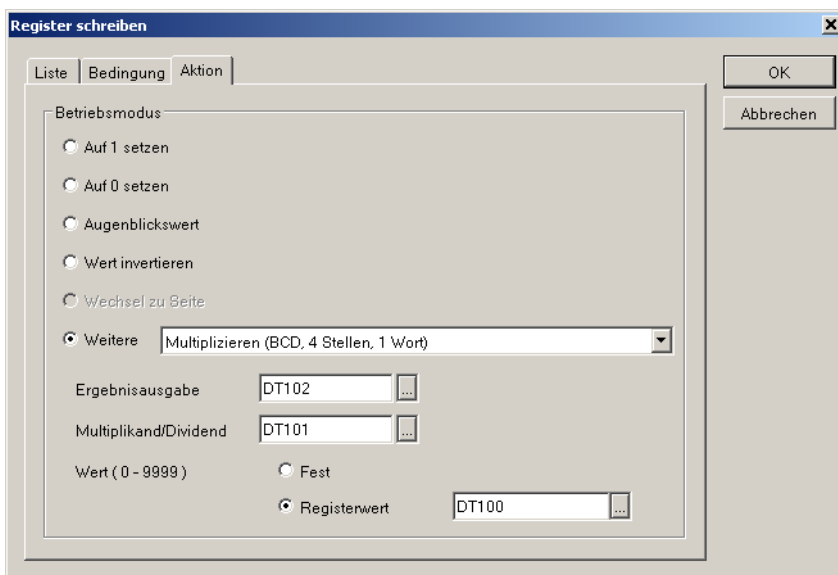 Register schreiben
Liste Bedingung Aktion
OK
Abbrechen
Betriebsmodus
Auf 1 setzen
Auf 0 setzen
Augenblickswert
Wert invertieren
Wechsel zu Seite
Weitere Multiplizieren (BCD, 4 Stellen, 1 Wort)
Ergebnisausgabe DT102 ...
Multiplikand/Dividend DT101 ...
Wert ( 0 - 9999 ) Fest
Registerwert DT100 ...